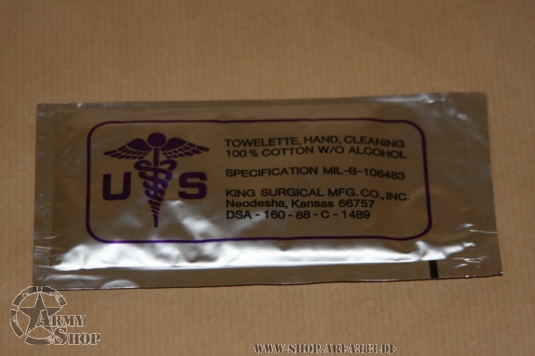 U S
TOWELETTE, HAND, CLEANING
100% COTTON W/O ALCOHOL
SPECIFICATION MIL-B-106483
KING SURGICAL MFG. CO., INC.
Neodesha, Kansas 66757
DSA - 160 - 88 - C - 1489
ARMY
SHOP
WWW.SHOP.AREA383.DE